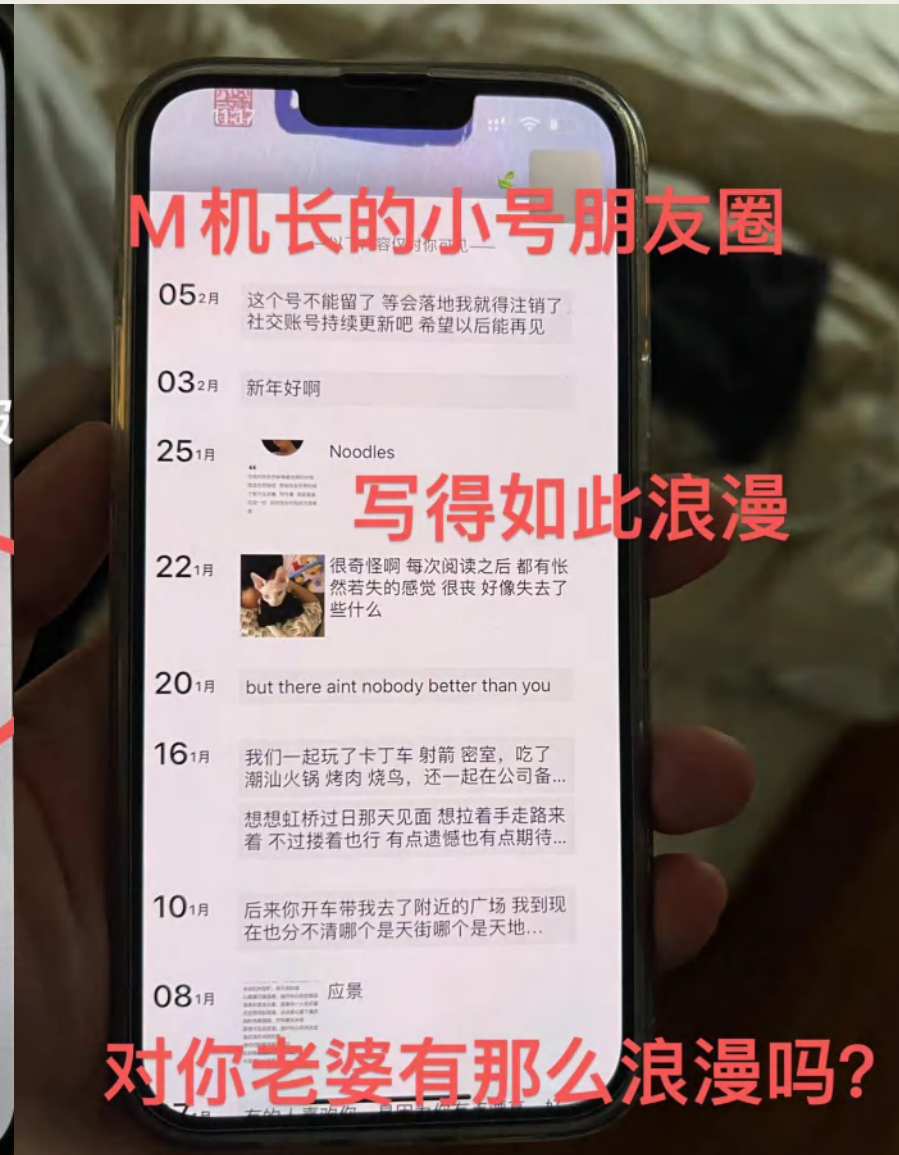 M机长的小号朋友圈
05 2月
这个号不能留了 等会落地我就得注销了
社交账号持续更新吧 希望以后能再见
03 2月
新年好啊
25 1月
Noodles
写得如此浪漫
22 1月
很奇怪啊 每次阅读之后 都有怅
然若失的感觉 很丧 好像失去了
些什么
20 1月
but there aint nobody better than you
16 1月
我们一起玩了卡丁车 射箭 密室，吃了
潮汕火锅 烤肉 烧鸟，还一起在公司备...
想想虹桥过日那天见面 想拉着手走路来
着 不过搂着也行 有点遗憾也有点期待...
10 1月
后来你开车带我去了附近的广场 我到现
在也分不清哪个是天街哪个是天地...
08 1月
应景
对你老婆有那么浪漫吗？